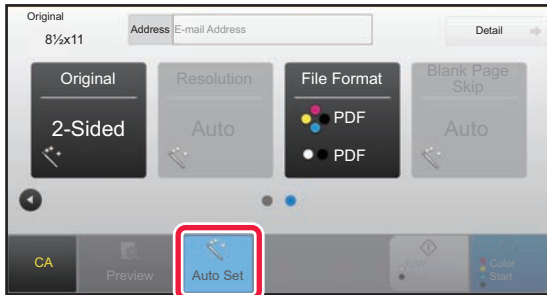 Original
8½x11
Address E-mail Address
Detail
Original
2-Sided
Resolution
Auto
File Format
PDF
PDF
Blank Page
Skip
Auto
CA
Preview
Auto Set
B/W
Start
Color
Start